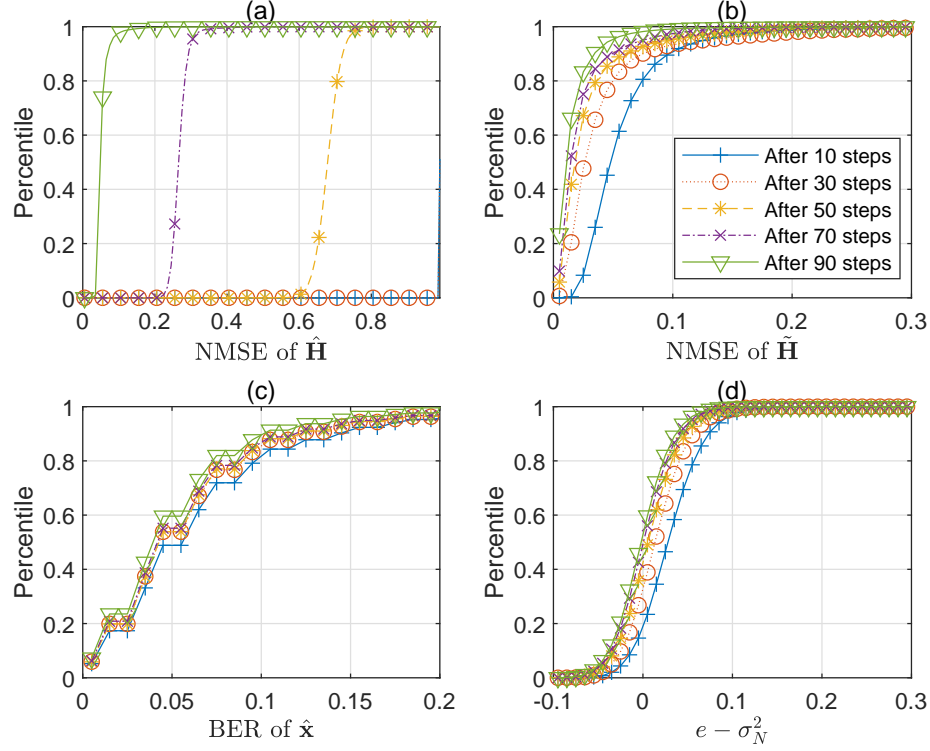 (a)
Percentile
1
0.8
0.6
0.4
0.2
0
0 0.2 0.4 0.6 0.8
NMSE of Ĥ
(b)
Percentile
1
0.8
0.6
0.4
0.2
0
After 10 steps
After 30 steps
After 50 steps
After 70 steps
After 90 steps
0 0.1 0.2 0.3
NMSE of H̃
(c)
Percentile
1
0.8
0.6
0.4
0.2
0
0 0.05 0.1 0.15 0.2
BER of x̂
(d)
Percentile
1
0.8
0.6
0.4
0.2
0
-0.1 0 0.1 0.2 0.3
e − σ²_N